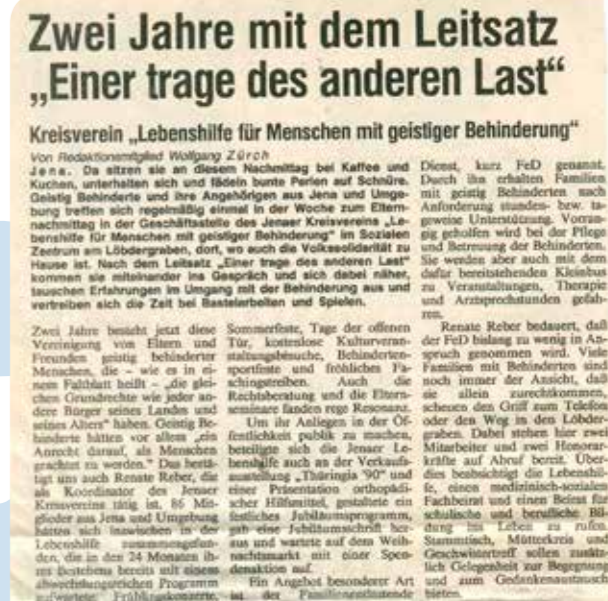 Zwei Jahre mit dem Leitsatz
„Einer trage des anderen Last“
Kreisverein „Lebenshilfe für Menschen mit geistiger Behinderung“
Von Redaktionsmitglied Wolfgang Zürch
Jena. Da sitzen sie an diesem Nachmittag bei Kaffee und
Kuchen, unterhalten sich und fädeln bunte Perlen auf Schnüre.
Geistig Behinderte und ihre Angehörigen aus Jena und Umge-
bung treffen sich regelmäßig einmal in der Woche zum Eltern-
nachmittag in der Geschäftsstelle des Jenaer Kreisvereins „Le-
benshilfe für Menschen mit geistiger Behinderung“ im Sozialen
Zentrum am Löbdergraben, dort, wo auch die Volkssolidarität zu
Hause ist. Nach dem Leitsatz „Einer trage des anderen Last“
kommen sie miteinander ins Gespräch und sich dabei näher,
tauschen Erfahrungen im Umgang mit der Behinderung aus und
vertreiben sich die Zeit bei Bastelarbeiten und Spielen.
Zwei Jahre besteht jetzt diese
Vereinigung von Eltern und
Freunden geistig behinderter
Menschen, die – wie es in ei-
nem Faltblatt heißt – „die glei-
chen Grundrechte wie jeder an-
dere Bürger seines Landes und
seines Alters“ haben. Geistig Be-
hinderte hätten vor allem „ein
Anrecht darauf, als Menschen
geachtet zu werden.“ Das bestä-
tigt uns auch Renate Reber, die
als Koordinator des Jenaer
Kreisvereins tätig ist. 86 Mit-
glieder aus Jena und Umgebung
hätten sich inzwischen in der
Lebenshilfe zusammengefun-
den, die in den 24 Monaten ih-
res Bestehens bereits mit einem
abwechslungsreichen Programm
aufwartete. Frühlingskonzerte,
Sommerfeste, Tage der offenen
Tür, kostenlose Kulturveran-
staltungsbesuche, Behinderten-
sportfeste und fröhliches Fa-
schingstreiben. Auch die
Rechtsberatung und die Eltern-
seminare fanden rege Resonanz.
Um ihr Anliegen in der Öf-
fentlichkeit publik zu machen,
beteiligte sich die Jenaer Le-
benshilfe auch an der Verkaufs-
ausstellung „Thüringia '90“ und
einer Präsentation orthopädi-
scher Hilfsmittel, gestaltete ein
festliches Jubiläumsprogramm,
gab eine Jubiläumsschrift her-
aus und wartete auf dem Weih-
nachtsmarkt mit einer Spen-
denaktion auf.
Ein Angebot besonderer Art
ist der Familienentlastende
Dienst, kurz FeD genannt.
Durch ihn erhalten Familien
mit geistig Behinderten nach
Anforderung stunden- bzw. ta-
geweise Unterstützung. Vorran-
gig geholfen wird bei der Pflege
und Betreuung der Behinderten.
Sie werden aber auch mit dem
dafür bereitstehenden Kleinbus
zu Veranstaltungen, Therapie
und Arztsprechstunden gefah-
ren.
Renate Reber bedauert, daß
der FeD bislang zu wenig in An-
spruch genommen wird. Viele
Familien mit Behinderten sind
noch immer der Ansicht, daß
sie allein zurechtkommen,
scheuen den Griff zum Telefon
oder den Weg in den Löbder-
graben. Dabei stehen hier zwei
Mitarbeiter und zwei Honorar-
kräfte auf Abruf bereit. Über-
dies beabsichtigt die Lebenshil-
fe, einen medizinisch-sozialen
Fachbeirat und einen Beirat für
schulische und berufliche Bil-
dung ins Leben zu rufen.
Stammtisch, Mütterkreis und
Geschwistertreff sollen zusätz-
lich Gelegenheit zur Begegnung
und zum Gedankenaustausch
bieten.